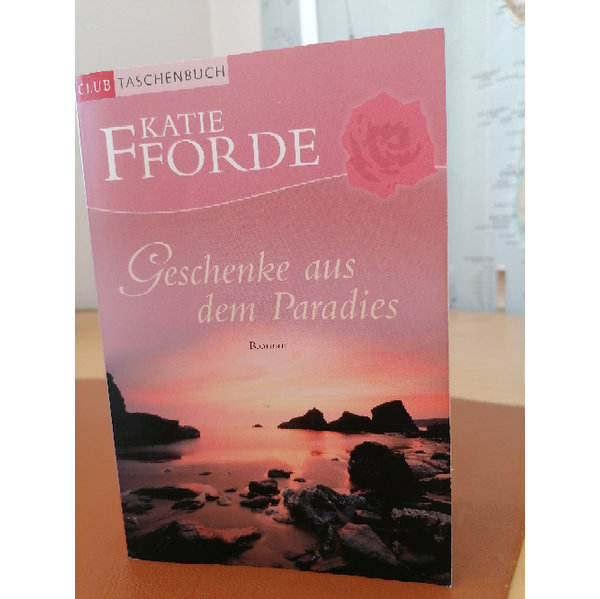 CLUB TASCHENBUCH
KATIE
FFORDE
Geschenke aus
dem Paradies
Roman